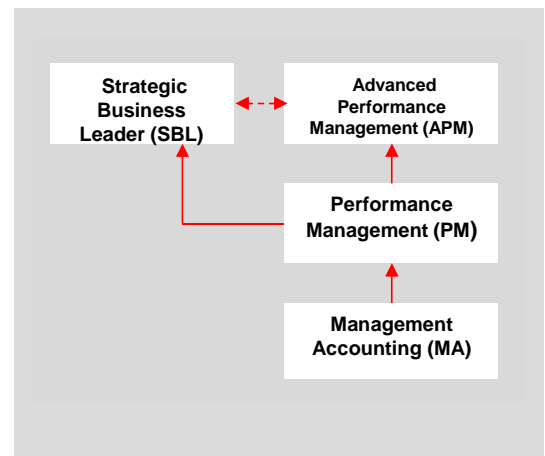 Strategic
Business
Leader (SBL)
Advanced
Performance
Management (APM)
Performance
Management (PM)
Management
Accounting (MA)